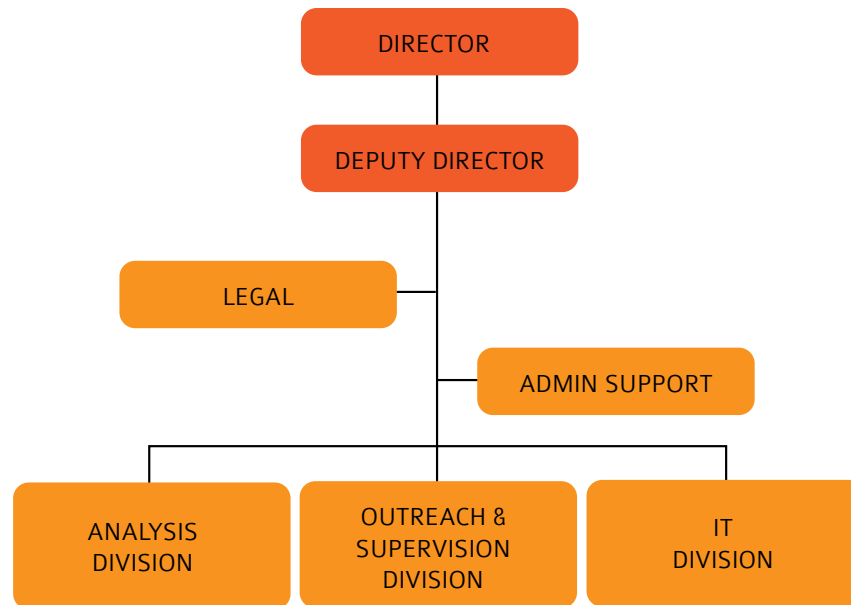 DIRECTOR
DEPUTY DIRECTOR
LEGAL
ADMIN SUPPORT
ANALYSIS
DIVISION
OUTREACH &
SUPERVISION
DIVISION
IT
DIVISION